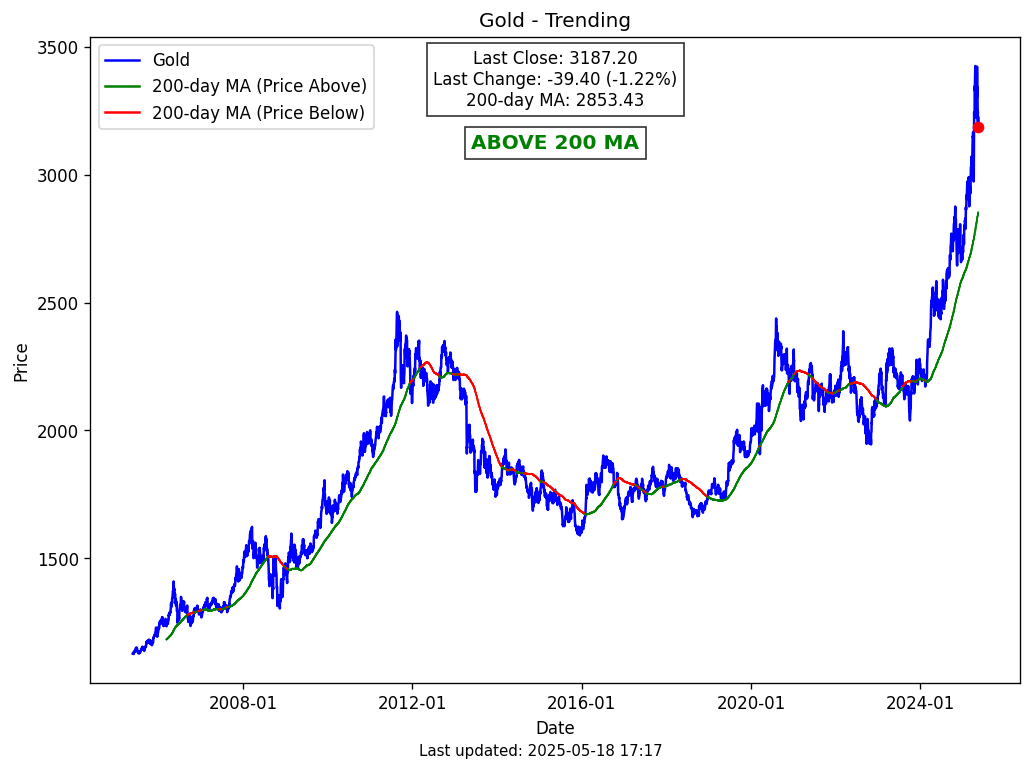 Gold - Trending
Gold
200-day MA (Price Above)
200-day MA (Price Below)
Last Close: 3187.20
Last Change: -39.40 (-1.22%)
200-day MA: 2853.43
ABOVE 200 MA
Price
3500
3000
2500
2000
1500
2008-01
2012-01
2016-01
2020-01
2024-01
Date
Last updated: 2025-05-18 17:17